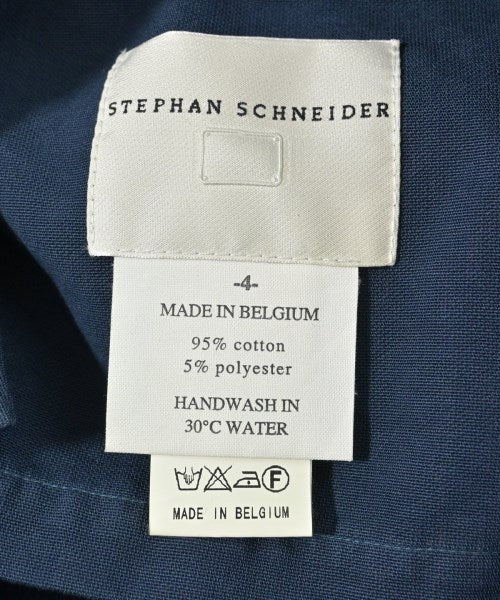 STEPHAN SCHNEIDER
-4-
MADE IN BELGIUM
95% cotton
5% polyester
HANDWASH IN
30°C WATER
F
MADE IN BELGIUM